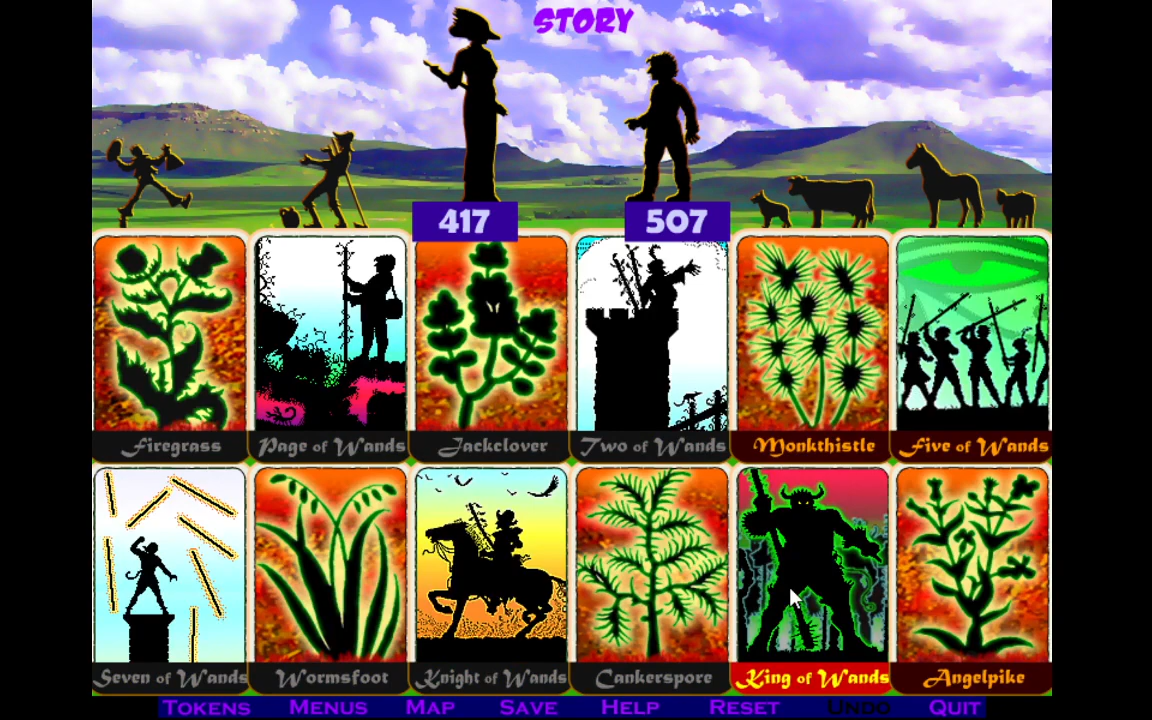 STORY
417 507
Firegrass Page of Wands Jackclover Two of Wands Monkthistle Five of Wands
Seven of Wands Wormsfoot Knight of Wands Cankerspore King of Wands Angelpike
TOKENS MENUS MAP SAVE HELP RESET UNDO QUIT